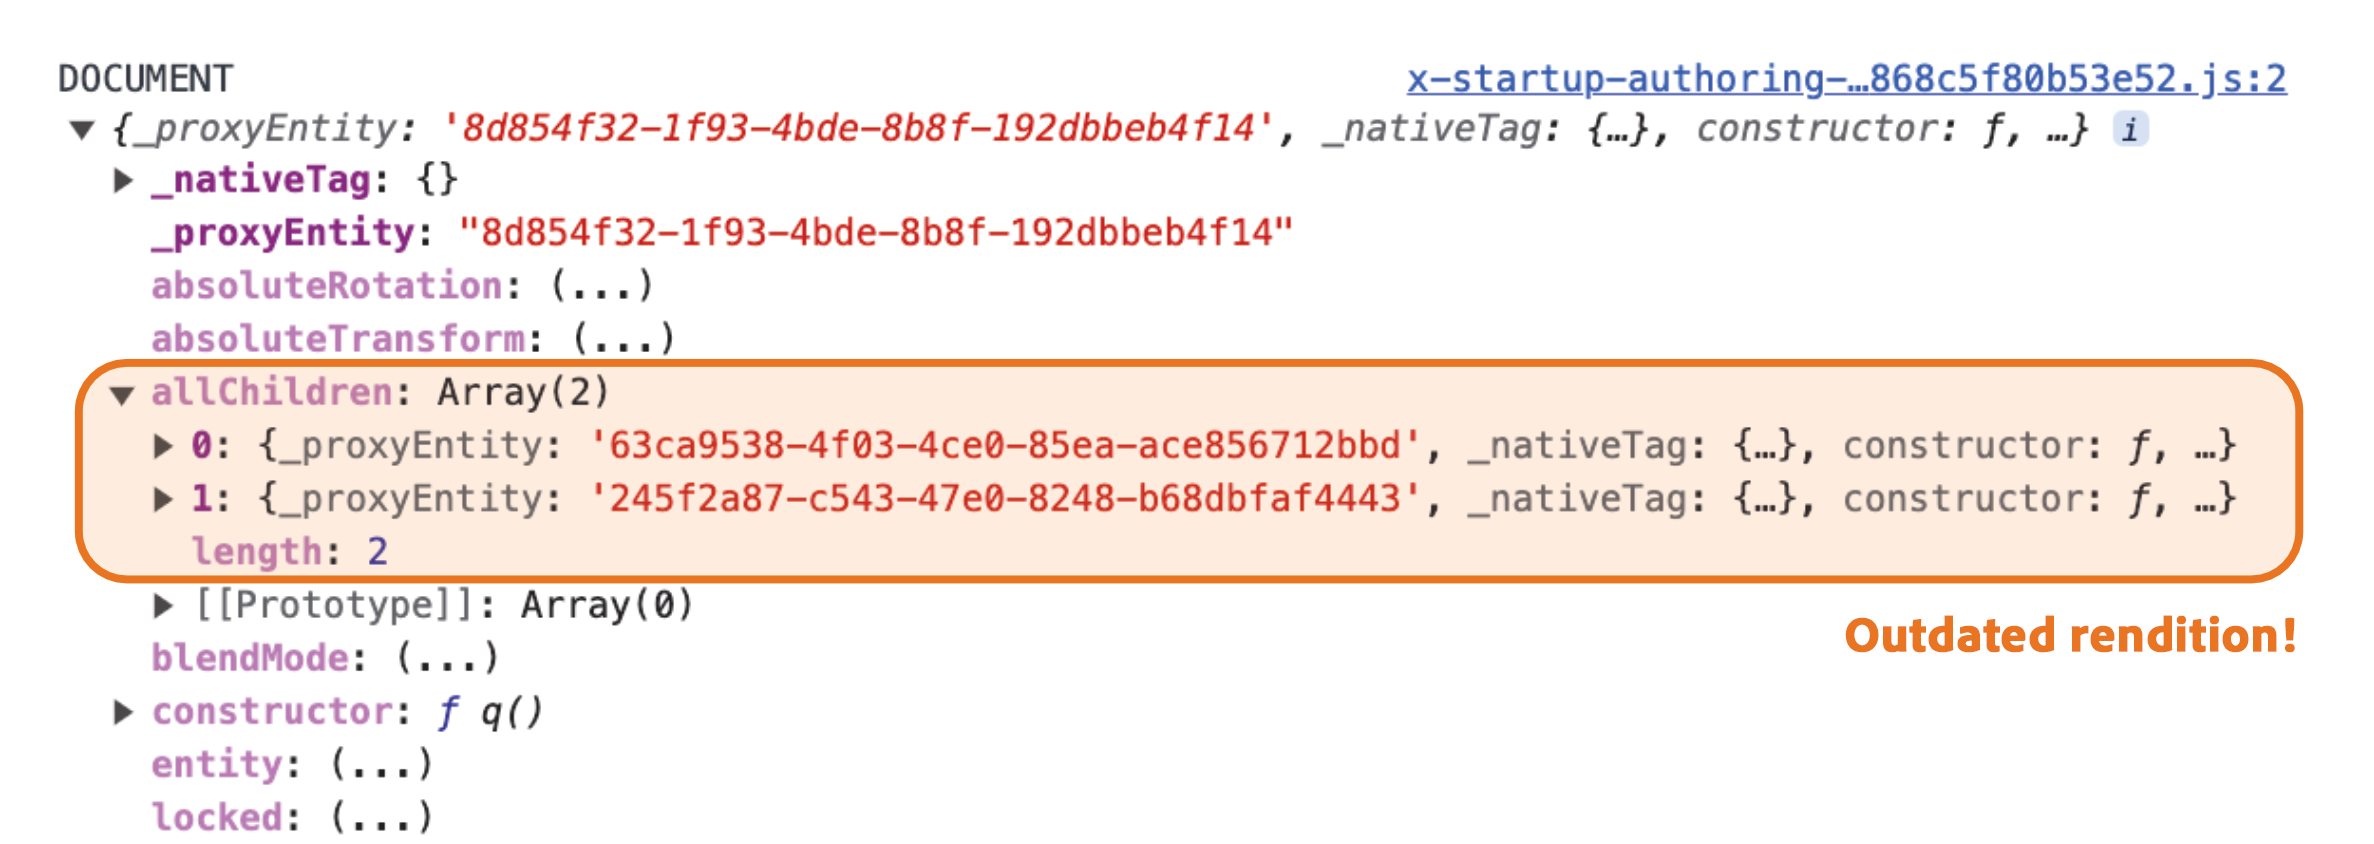 DOCUMENT x-startup-authoring-…868c5f80b53e52.js:2
▼ {_proxyEntity: '8d854f32-1f93-4bde-8b8f-192dbbeb4f14', _nativeTag: {…}, constructor: ƒ, …} i
▶ _nativeTag: {}
_proxyEntity: "8d854f32-1f93-4bde-8b8f-192dbbeb4f14"
absoluteRotation: (...)
absoluteTransform: (...)
▼ allChildren: Array(2)
▶ 0: {_proxyEntity: '63ca9538-4f03-4ce0-85ea-ace856712bbd', _nativeTag: {…}, constructor: ƒ, …}
▶ 1: {_proxyEntity: '245f2a87-c543-47e0-8248-b68dbfaf4443', _nativeTag: {…}, constructor: ƒ, …}
length: 2
▶ [[Prototype]]: Array(0)
Outdated rendition!
blendMode: (...)
▶ constructor: ƒ q()
entity: (...)
locked: (...)